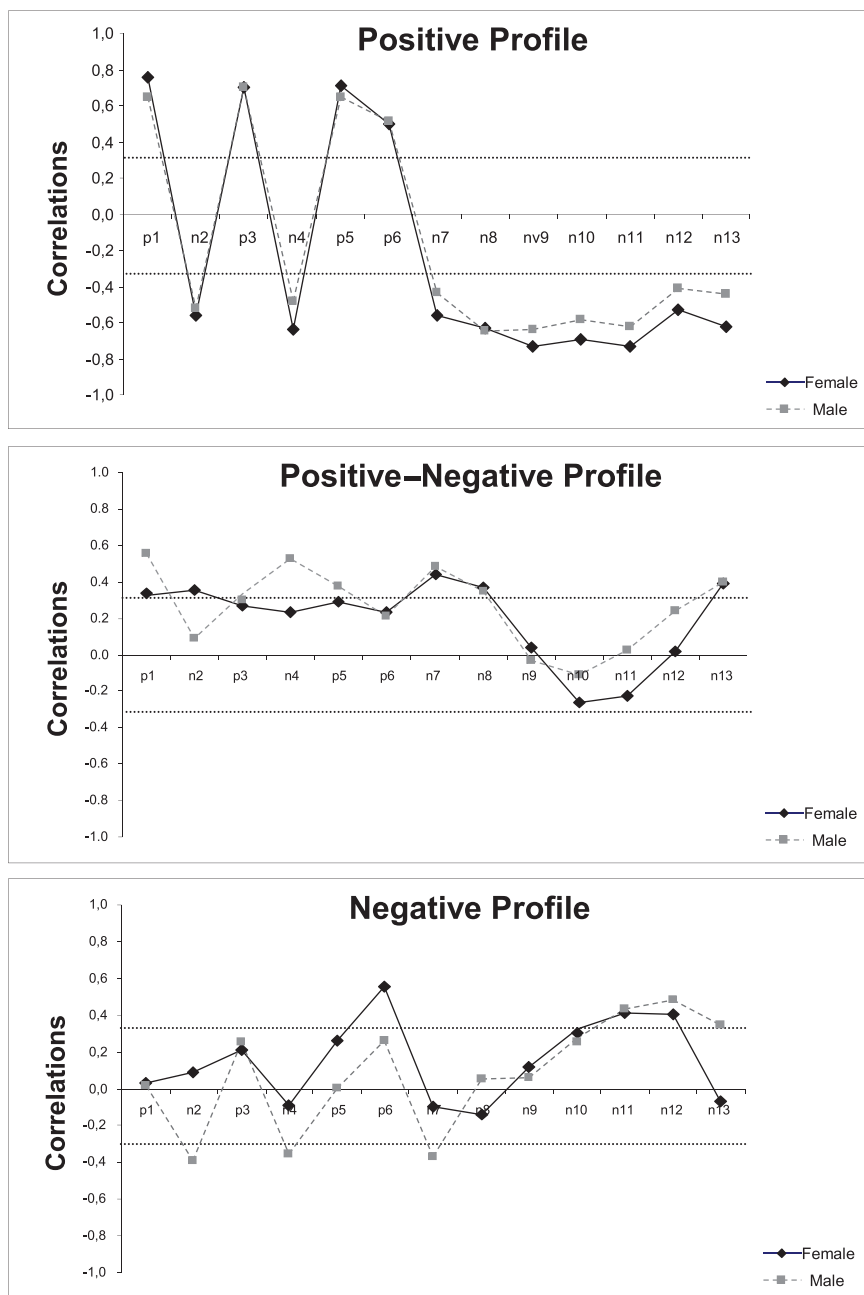 Positive Profile
Correlations
1,0
0,8
0,6
0,4
0,2
0,0
-0,2
-0,4
-0,6
-0,8
-1,0
p1 n2 p3 n4 p5 p6 n7 n8 nv9 n10 n11 n12 n13
Female
Male
Positive–Negative Profile
Correlations
1.0
0.8
0.6
0.4
0.2
0.0
-0.2
-0.4
-0.6
-0.8
-1.0
p1 n2 p3 n4 p5 p6 n7 n8 n9 n10 n11 n12 n13
Female
Male
Negative Profile
Correlations
1,0
0,8
0,6
0,4
0,2
0,0
-0,2
-0,4
-0,6
-0,8
-1,0
p1 n2 p3 n4 p5 p6 n7 n8 n9 n10 n11 n12 n13
Female
Male